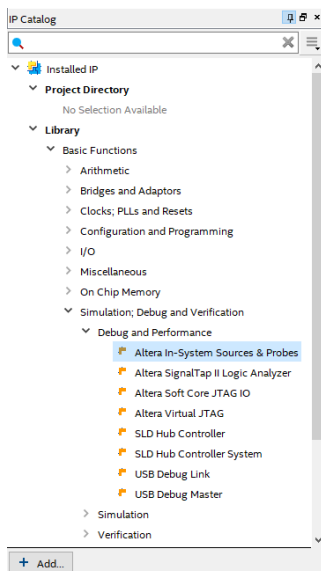 IP Catalog
Installed IP
Project Directory
No Selection Available
Library
Basic Functions
Arithmetic
Bridges and Adaptors
Clocks; PLLs and Resets
Configuration and Programming
I/O
Miscellaneous
On Chip Memory
Simulation; Debug and Verification
Debug and Performance
Altera In-System Sources & Probes
Altera SignalTap II Logic Analyzer
Altera Soft Core JTAG IO
Altera Virtual JTAG
SLD Hub Controller
SLD Hub Controller System
USB Debug Link
USB Debug Master
Simulation
Verification
+ Add...